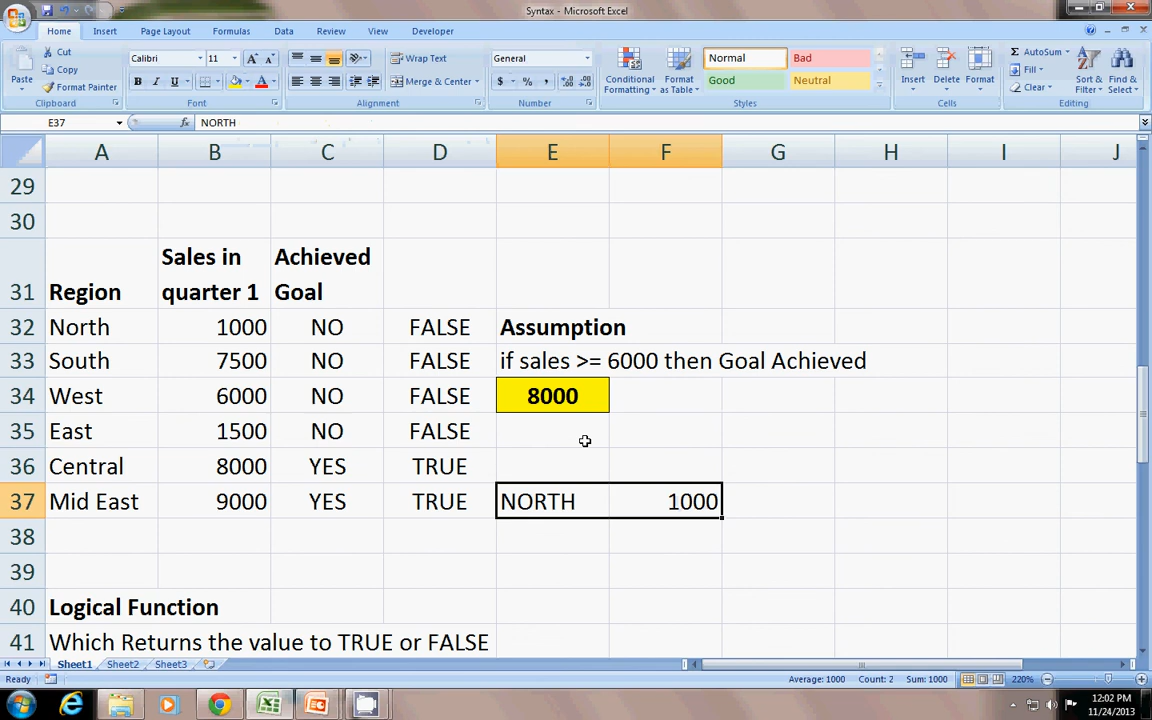 Syntax - Microsoft Excel
Home Insert Page Layout Formulas Data Review View Developer
Cut
Copy
Format Painter
Paste
Clipboard
Calibri 11
B I U
Font
Wrap Text
Merge & Center
Alignment
General
$ % ,
Number
Conditional Formatting
Format as Table
Normal Bad
Good Neutral
Styles
Insert Delete Format
Cells
AutoSum
Fill
Clear
Sort & Filter
Find & Select
Editing
E37 fx NORTH
A B C D E F G H I J
29
30
31 Region Sales in quarter 1 Achieved Goal
32 North 1000 NO FALSE Assumption
33 South 7500 NO FALSE if sales >= 6000 then Goal Achieved
34 West 6000 NO FALSE 8000
35 East 1500 NO FALSE
36 Central 8000 YES TRUE
37 Mid East 9000 YES TRUE NORTH 1000
38
39
40 Logical Function
41 Which Returns the value to TRUE or FALSE
Sheet1 Sheet2 Sheet3
Ready Average: 1000 Count: 2 Sum: 1000 220%
12:02 PM
11/24/2013